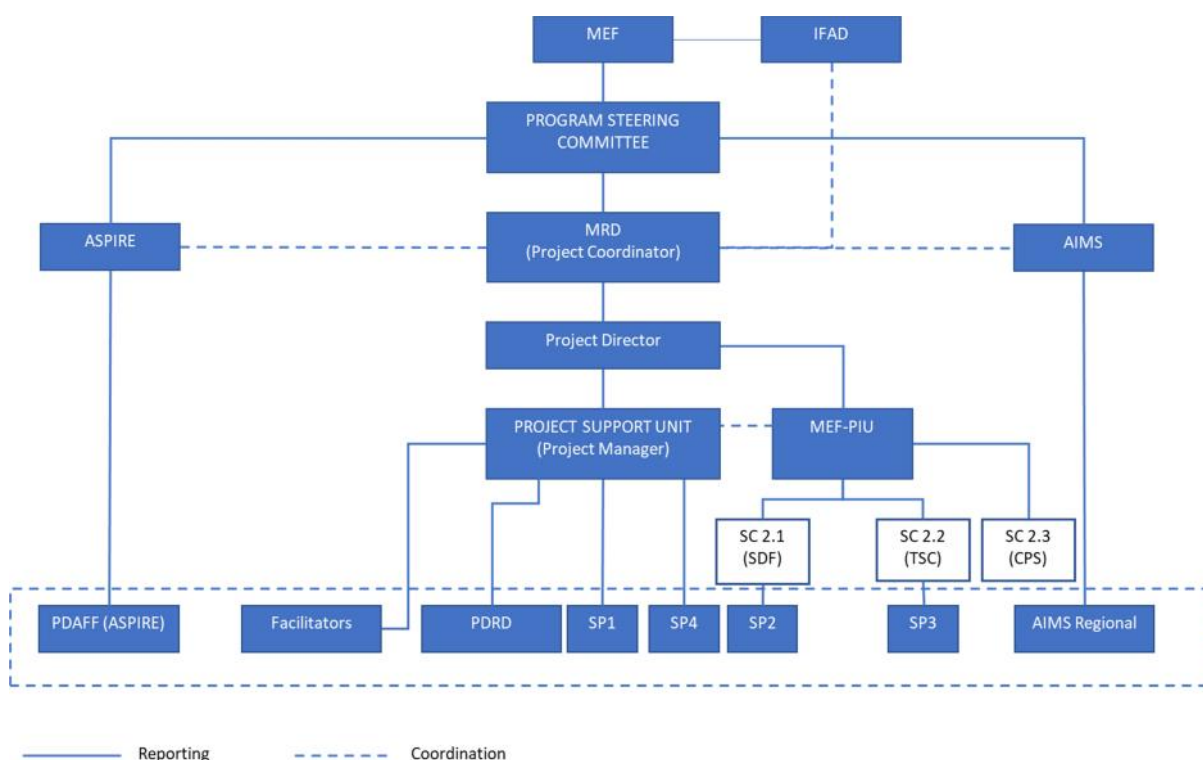 MEF
IFAD
PROGRAM STEERING
COMMITTEE
ASPIRE
MRD
(Project Coordinator)
AIMS
Project Director
PROJECT SUPPORT UNIT
(Project Manager)
MEF-PIU
SC 2.1
(SDF)
SC 2.2
(TSC)
SC 2.3
(CPS)
PDAFF (ASPIRE)
Facilitators
PDRD
SP1
SP4
SP2
SP3
AIMS Regional
Reporting
Coordination